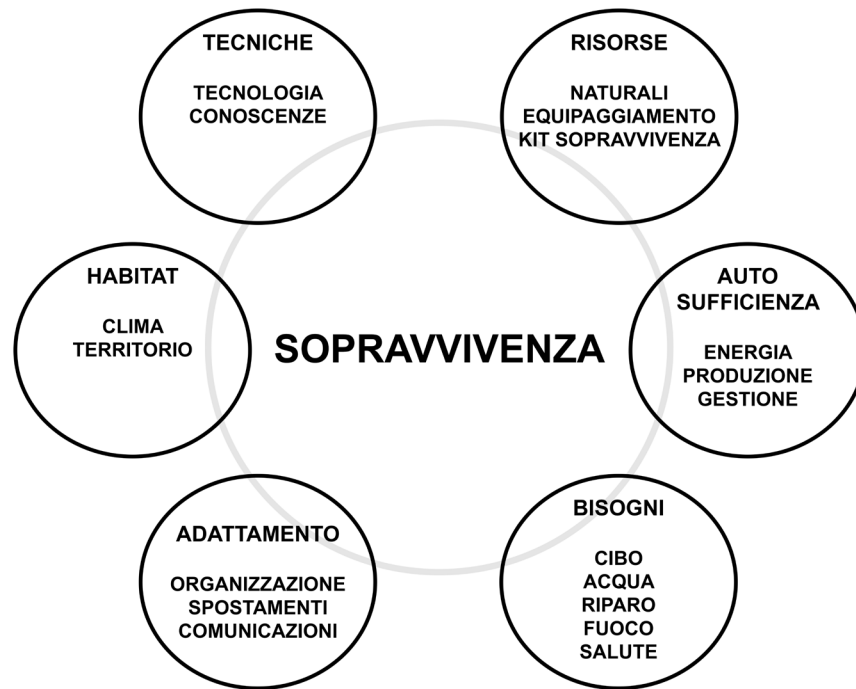 TECNICHE
TECNOLOGIA
CONOSCENZE
RISORSE
NATURALI
EQUIPAGGIAMENTO
KIT SOPRAVVIVENZA
HABITAT
CLIMA
TERRITORIO
SOPRAVVIVENZA
AUTO
SUFFICIENZA
ENERGIA
PRODUZIONE
GESTIONE
ADATTAMENTO
ORGANIZZAZIONE
SPOSTAMENTI
COMUNICAZIONI
BISOGNI
CIBO
ACQUA
RIPARO
FUOCO
SALUTE